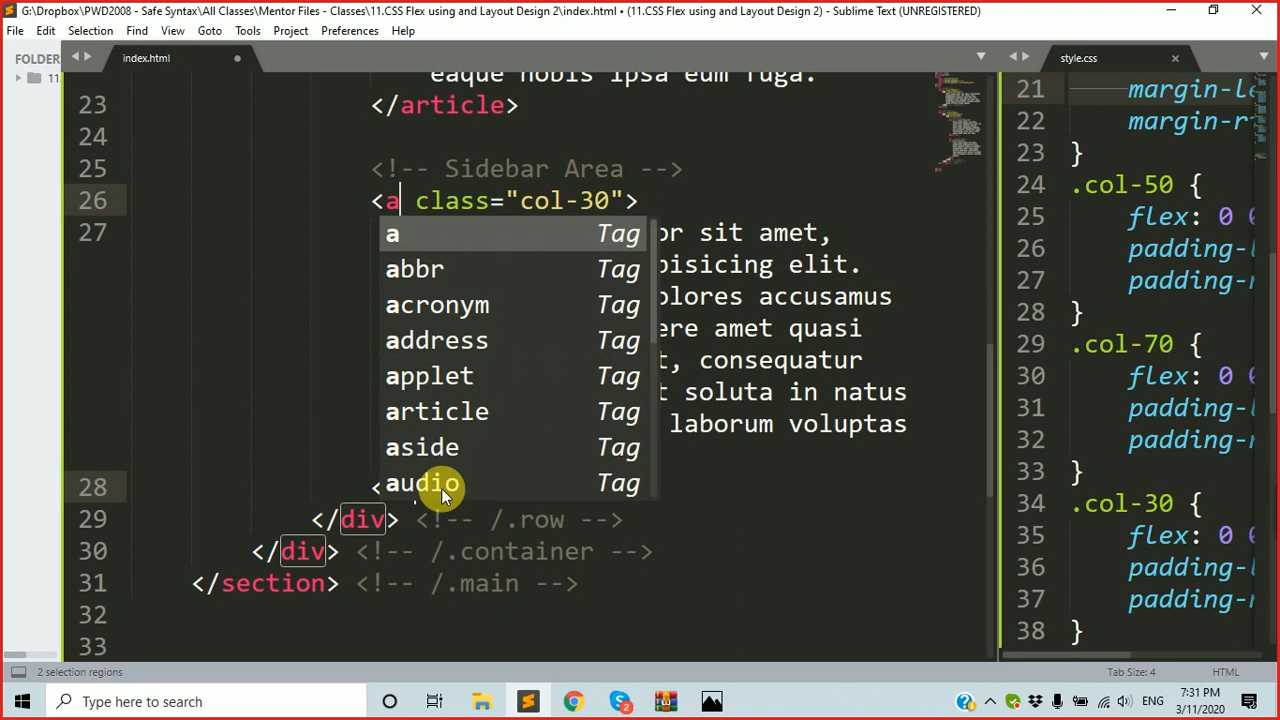 G:\Dropbox\PWD2008 - Safe Syntax\All Classes\Mentor Files - Classes\11.CSS Flex using and Layout Design 2\index.html • (11.CSS Flex using and Layout Design 2) - Sublime Text (UNREGISTERED)
File Edit Selection Find View Goto Tools Project Preferences Help
FOLDER
11
index.html
eaque nobis ipsa eum fuga.
23 </article>
24
25 <!-- Sidebar Area -->
26 <a class="col-30">
27 or sit amet,
pisicing elit.
olores accusamus
ere amet quasi
t, consequatur
t soluta in natus
laborum voluptas
a Tag
abbr Tag
acronym Tag
address Tag
applet Tag
article Tag
aside Tag
audio Tag
28 <
29 </div> <!-- /.row -->
30 </div> <!-- /.container -->
31 </section> <!-- /.main -->
32
33
style.css
21 margin-le
22 margin-r
23 }
24 .col-50 {
25 flex: 0 0
26 padding-l
27 padding-r
28 }
29 .col-70 {
30 flex: 0 0
31 padding-l
32 padding-r
33 }
34 .col-30 {
35 flex: 0 0
36 padding-l
37 padding-r
38 }
2 selection regions
Tab Size: 4
HTML
Type here to search
2
ENG
7:31 PM
3/11/2020